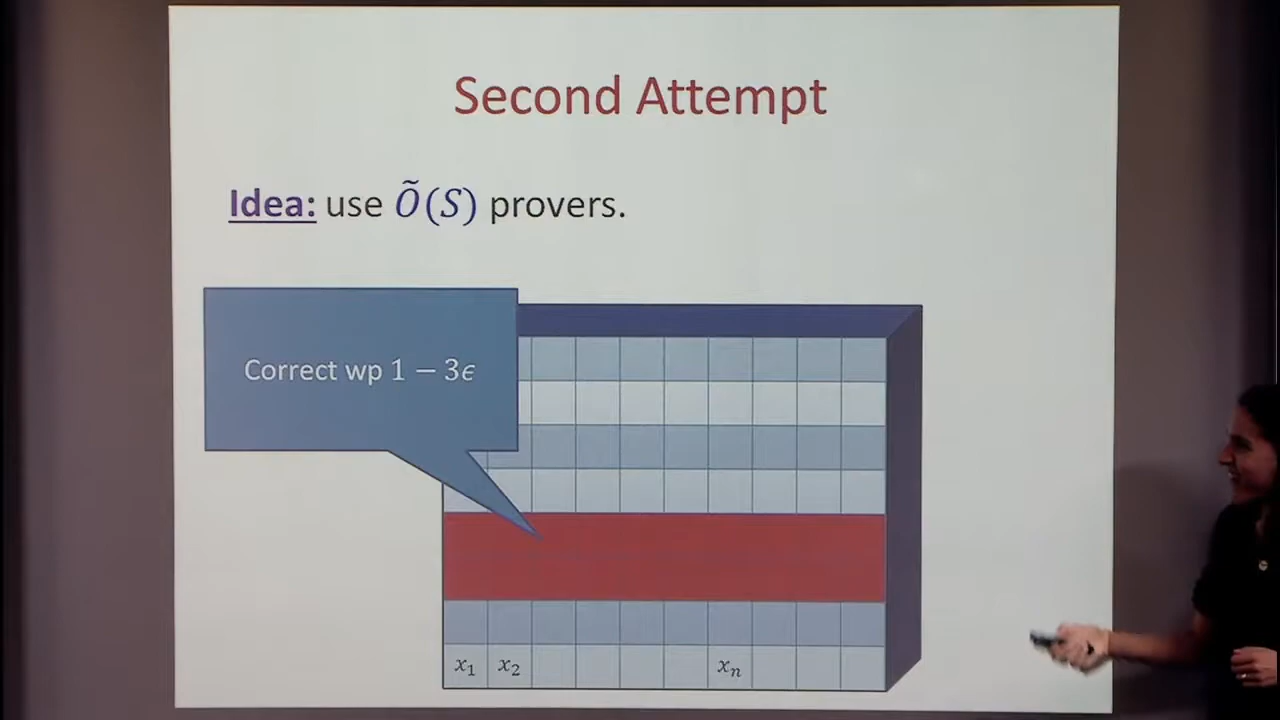 Second Attempt
Idea: use Õ(S) provers.
Correct wp 1 − 3ϵ
x₁ x₂ xₙ